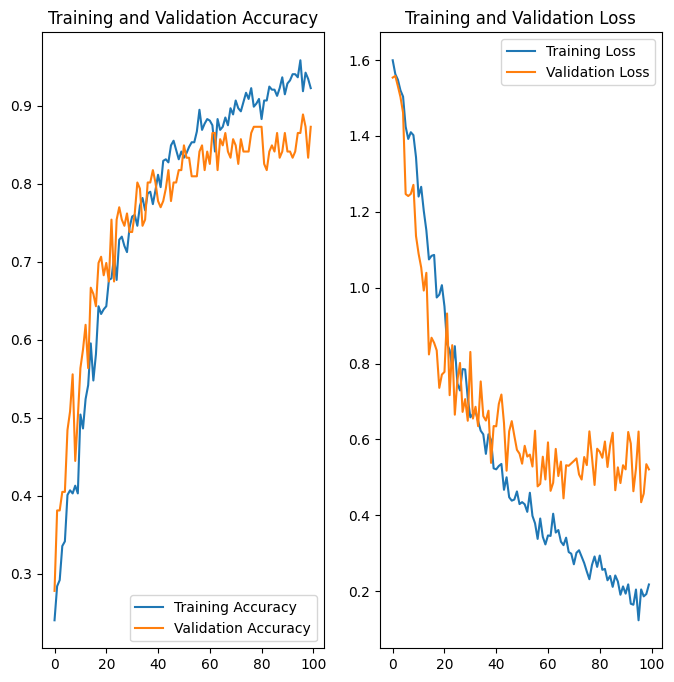 Training and Validation Accuracy
0.9
0.8
0.7
0.6
0.5
0.4
0.3
Training Accuracy
Validation Accuracy
0 20 40 60 80 100
Training and Validation Loss
1.6
1.4
1.2
1.0
0.8
0.6
0.4
0.2
Training Loss
Validation Loss
0 20 40 60 80 100